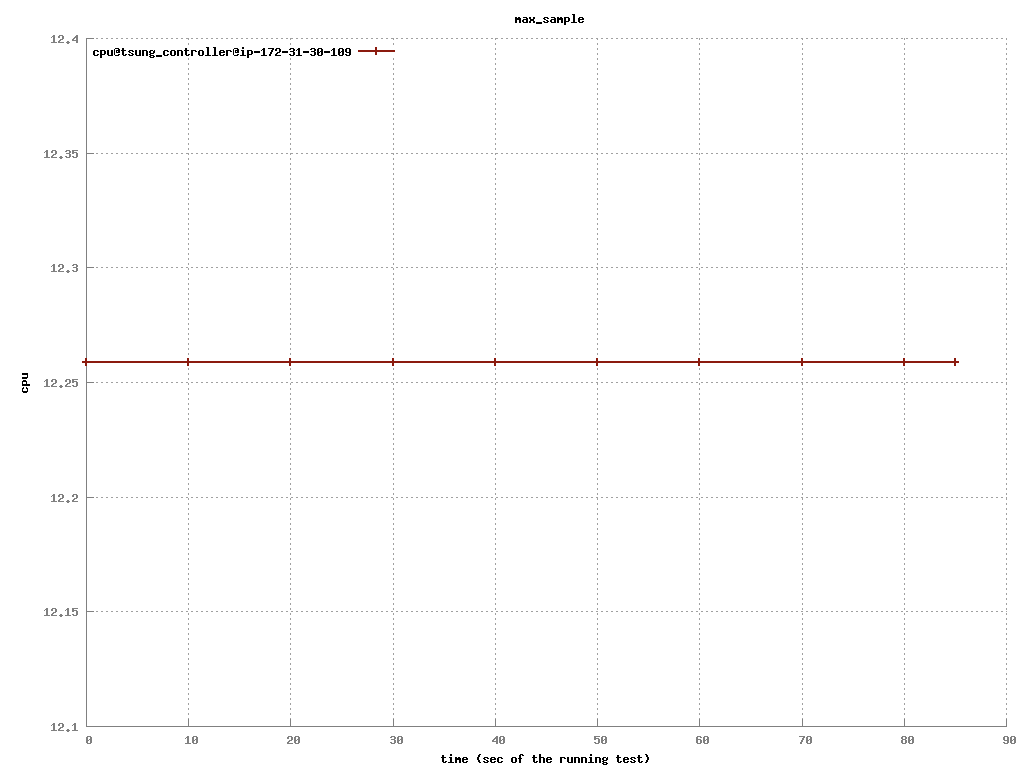 max_sample
12.4
cpu@tsung_controller@ip-172-31-30-109
12.35
12.3
12.25
cpu
12.2
12.15
12.1
0 10 20 30 40 50 60 70 80 90
time (sec of the running test)